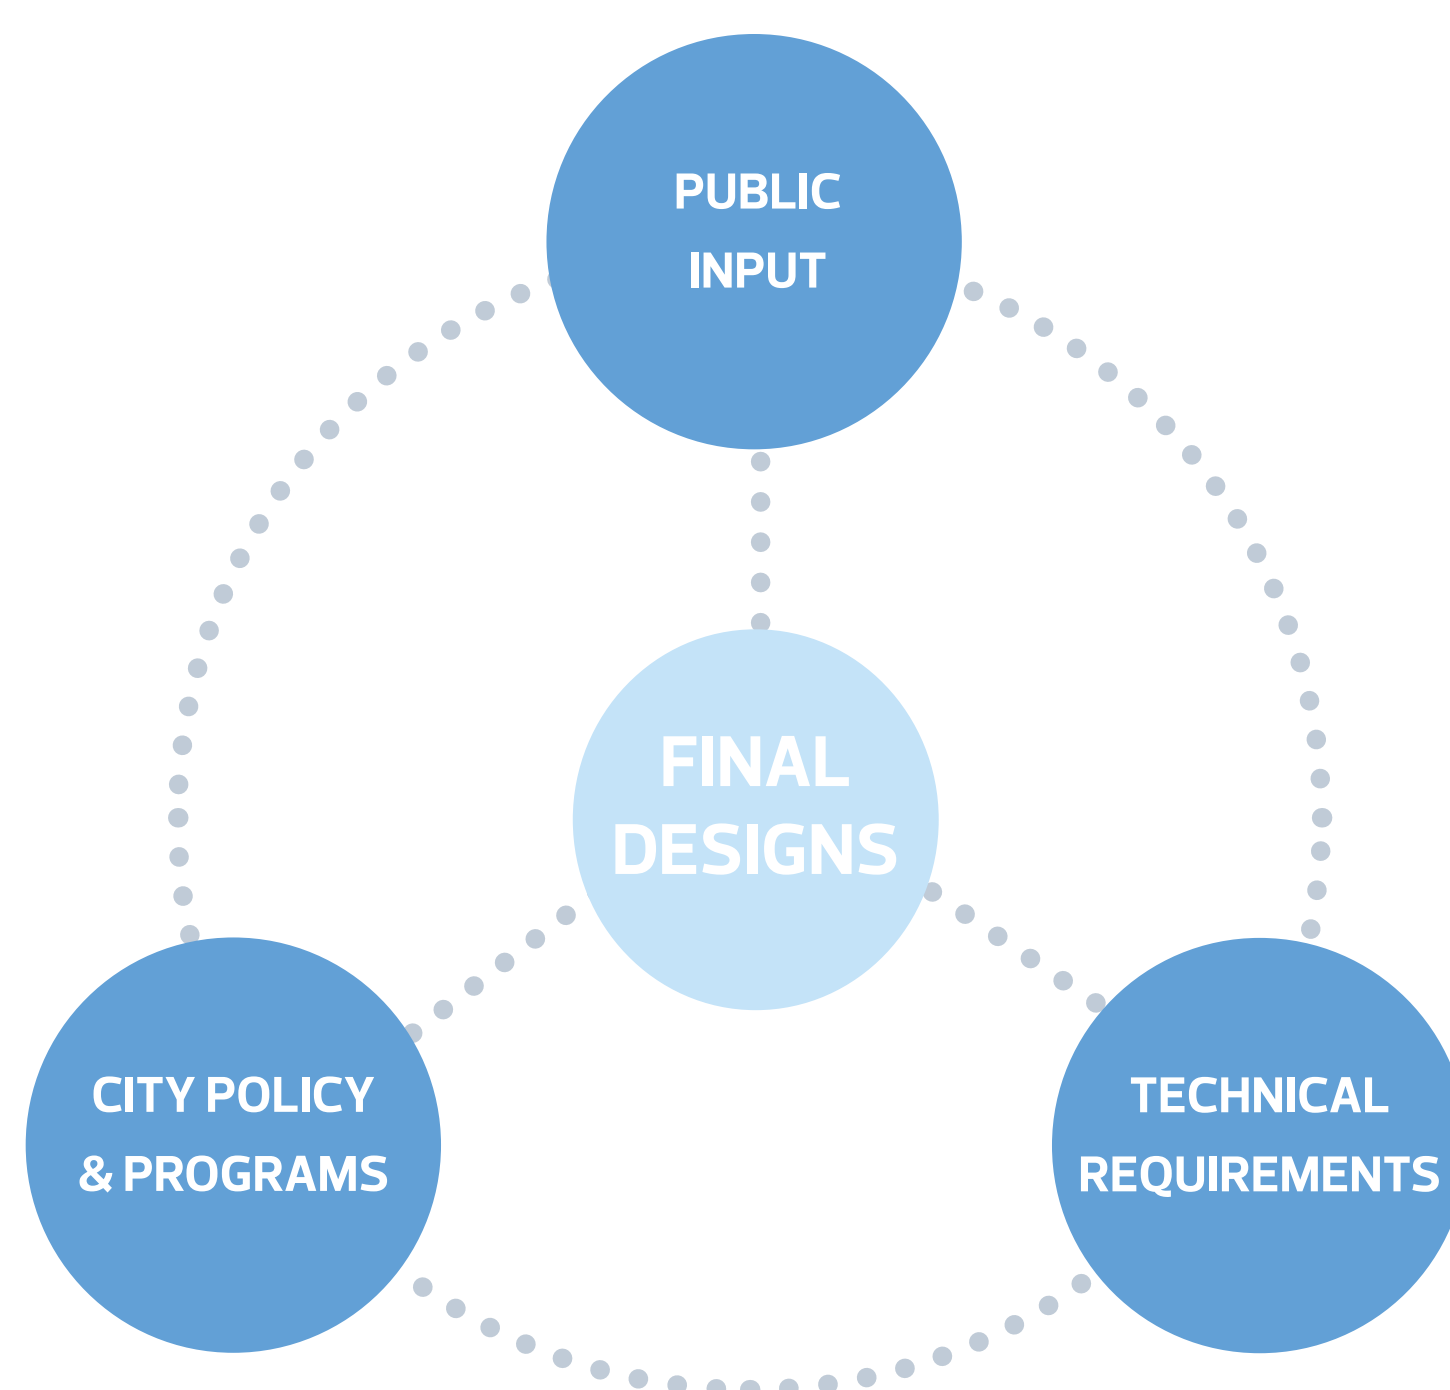 PUBLIC
INPUT
FINAL
DESIGNS
CITY POLICY
& PROGRAMS
TECHNICAL
REQUIREMENTS